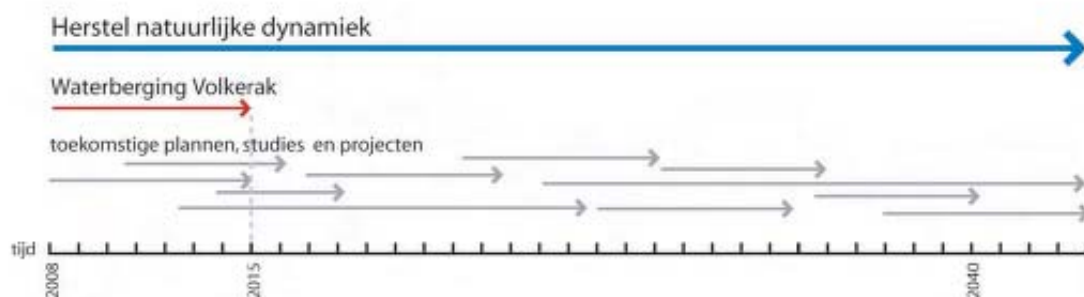 Herstel natuurlijke dynamiek
Waterberging Volkerak
toekomstige plannen, studies en projecten
tijd
2008
2015
2040